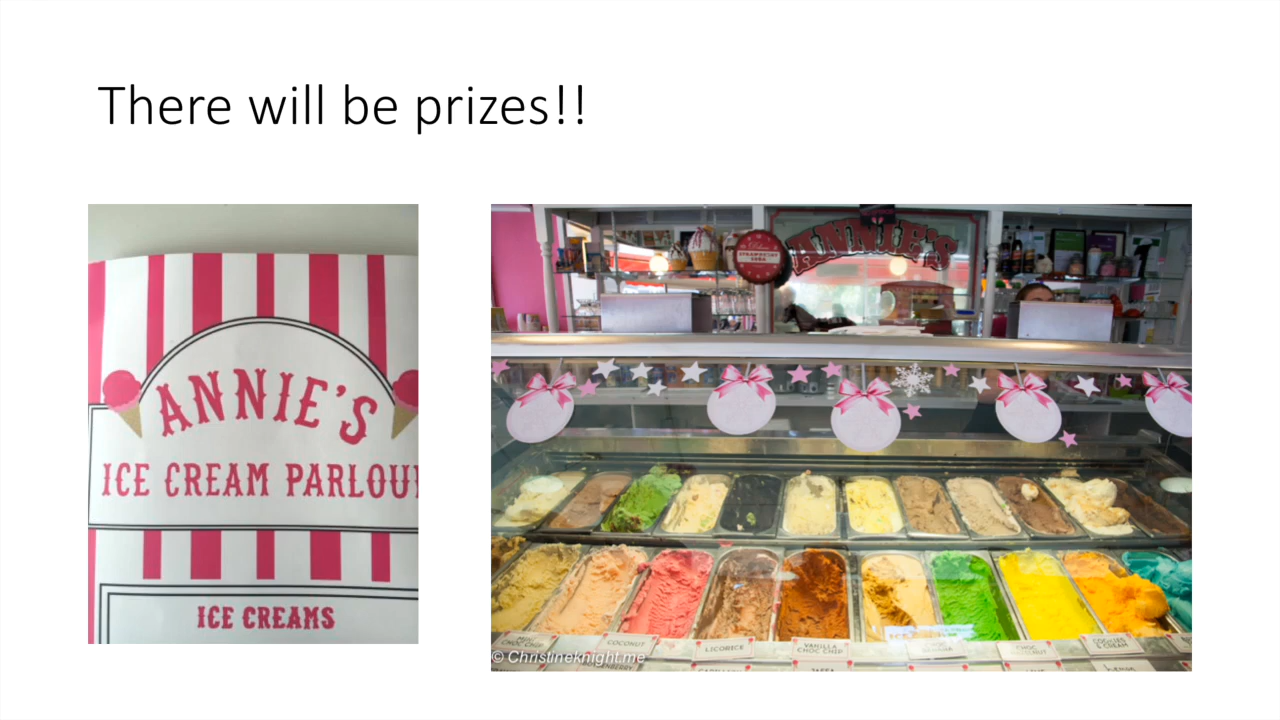 There will be prizes!!
ANNIE'S
ICE CREAM PARLOUR
ICE CREAMS
ANNIE'S
STRAWBERRY
SODA
COCONUT
LICORICE
VANILLA
CHOC CHIP
CHOC
COOKIES
& CREAM
© Christineknight.me